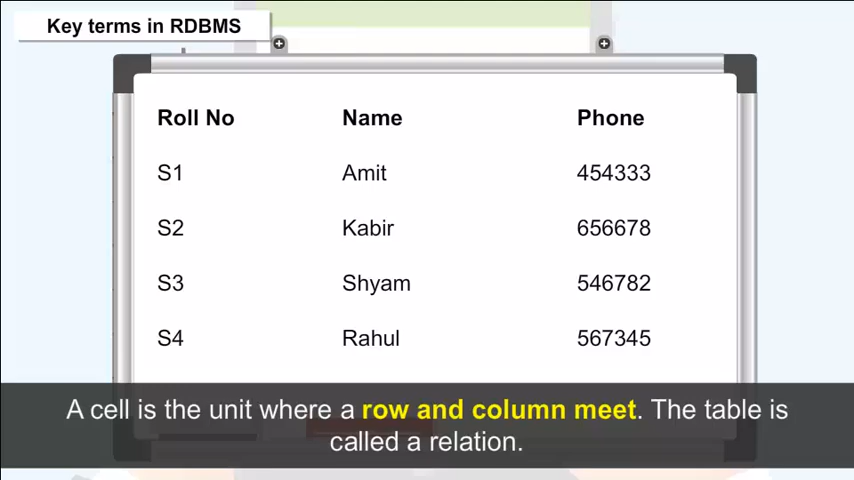 Key terms in RDBMS
Roll No Name Phone
S1 Amit 454333
S2 Kabir 656678
S3 Shyam 546782
S4 Rahul 567345
A cell is the unit where a row and column meet. The table is
called a relation.